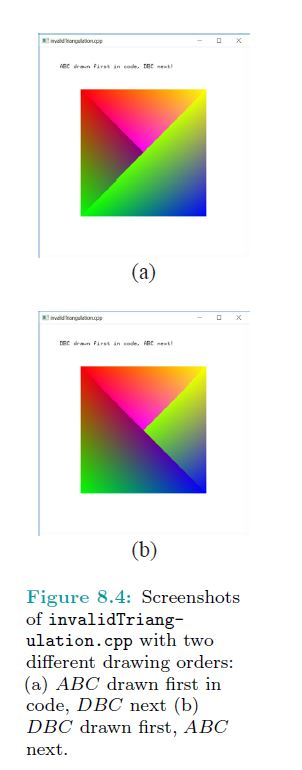 invalidTriangulation.cpp
ABC drawn first in code, DBC next!
(a)
invalidTriangulation.cpp
DBC drawn first in code, ABC next!
(b)
Figure 8.4: Screenshots
of invalidTriang-
ulation.cpp with two
different drawing orders:
(a) ABC drawn first in
code, DBC next (b)
DBC drawn first, ABC
next.